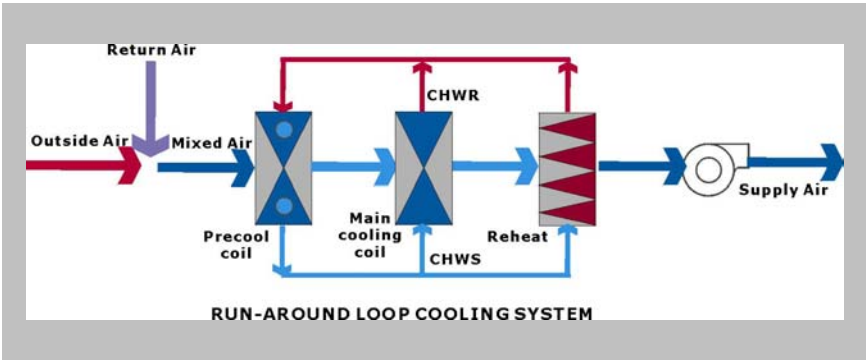 Return Air
CHWR
Outside Air
Mixed Air
Supply Air
Precool
coil
Main
cooling
coil
Reheat
CHWS
RUN-AROUND LOOP COOLING SYSTEM